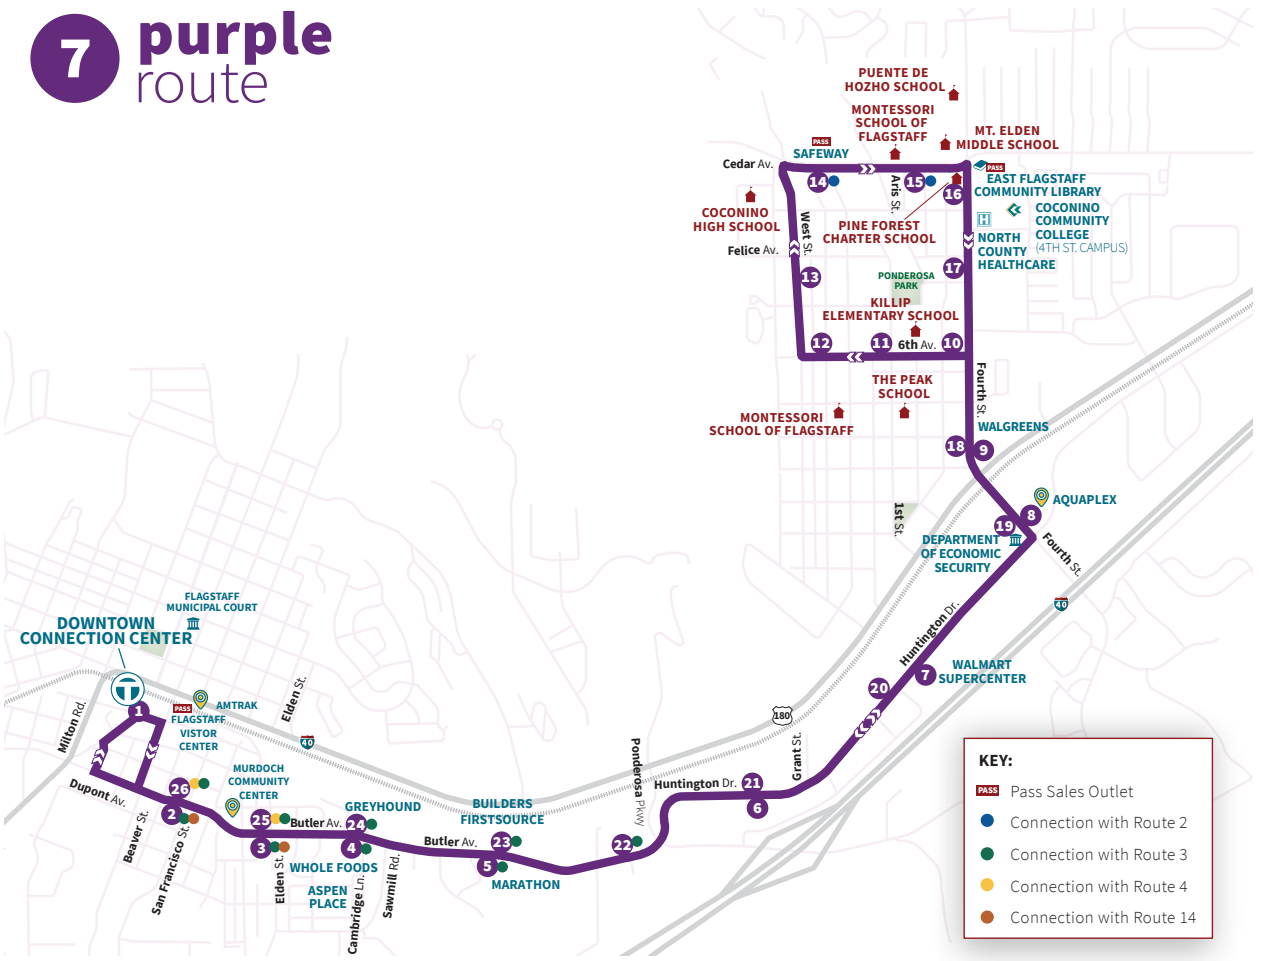 7
purple
route
PUENTE DE
HOZHO SCHOOL
MONTESSORI
SCHOOL OF
FLAGSTAFF
MT. ELDEN
MIDDLE SCHOOL
PASS
SAFEWAY
Cedar Av.
14
15
Aris St.
16
PASS
EAST FLAGSTAFF
COMMUNITY LIBRARY
COCONINO
HIGH SCHOOL
West St.
PINE FOREST
CHARTER SCHOOL
H
COCONINO
COMMUNITY
COLLEGE
(4TH ST. CAMPUS)
NORTH
COUNTY
HEALTHCARE
Felice Av.
13
17
PONDEROSA
PARK
KILLIP
ELEMENTARY SCHOOL
12
11
6th Av.
10
THE PEAK
SCHOOL
Fourth St.
MONTESSORI
SCHOOL OF FLAGSTAFF
WALGREENS
18
9
AQUAPLEX
1st St.
19
8
DEPARTMENT
OF ECONOMIC
SECURITY
Fourth St.
40
FLAGSTAFF
MUNICIPAL COURT
DOWNTOWN
CONNECTION CENTER
Huntington Dr.
7
WALMART
SUPERCENTER
20
180
Milton Rd.
1
PASS
FLAGSTAFF
VISTOR
CENTER
AMTRAK
Elden St.
40
Ponderosa Pkwy
Grant St.
MURDOCH
COMMUNITY
CENTER
Dupont Av.
26
2
Beaver St.
San Francisco St.
25
Butler Av.
3
Elden St.
GREYHOUND
24
4
WHOLE FOODS
ASPEN
PLACE
Cambridge Ln.
Sawmill Rd.
Butler Av.
BUILDERS
FIRSTSOURCE
23
5
MARATHON
22
Huntington Dr.
21
6
KEY:
PASS Pass Sales Outlet
Connection with Route 2
Connection with Route 3
Connection with Route 4
Connection with Route 14